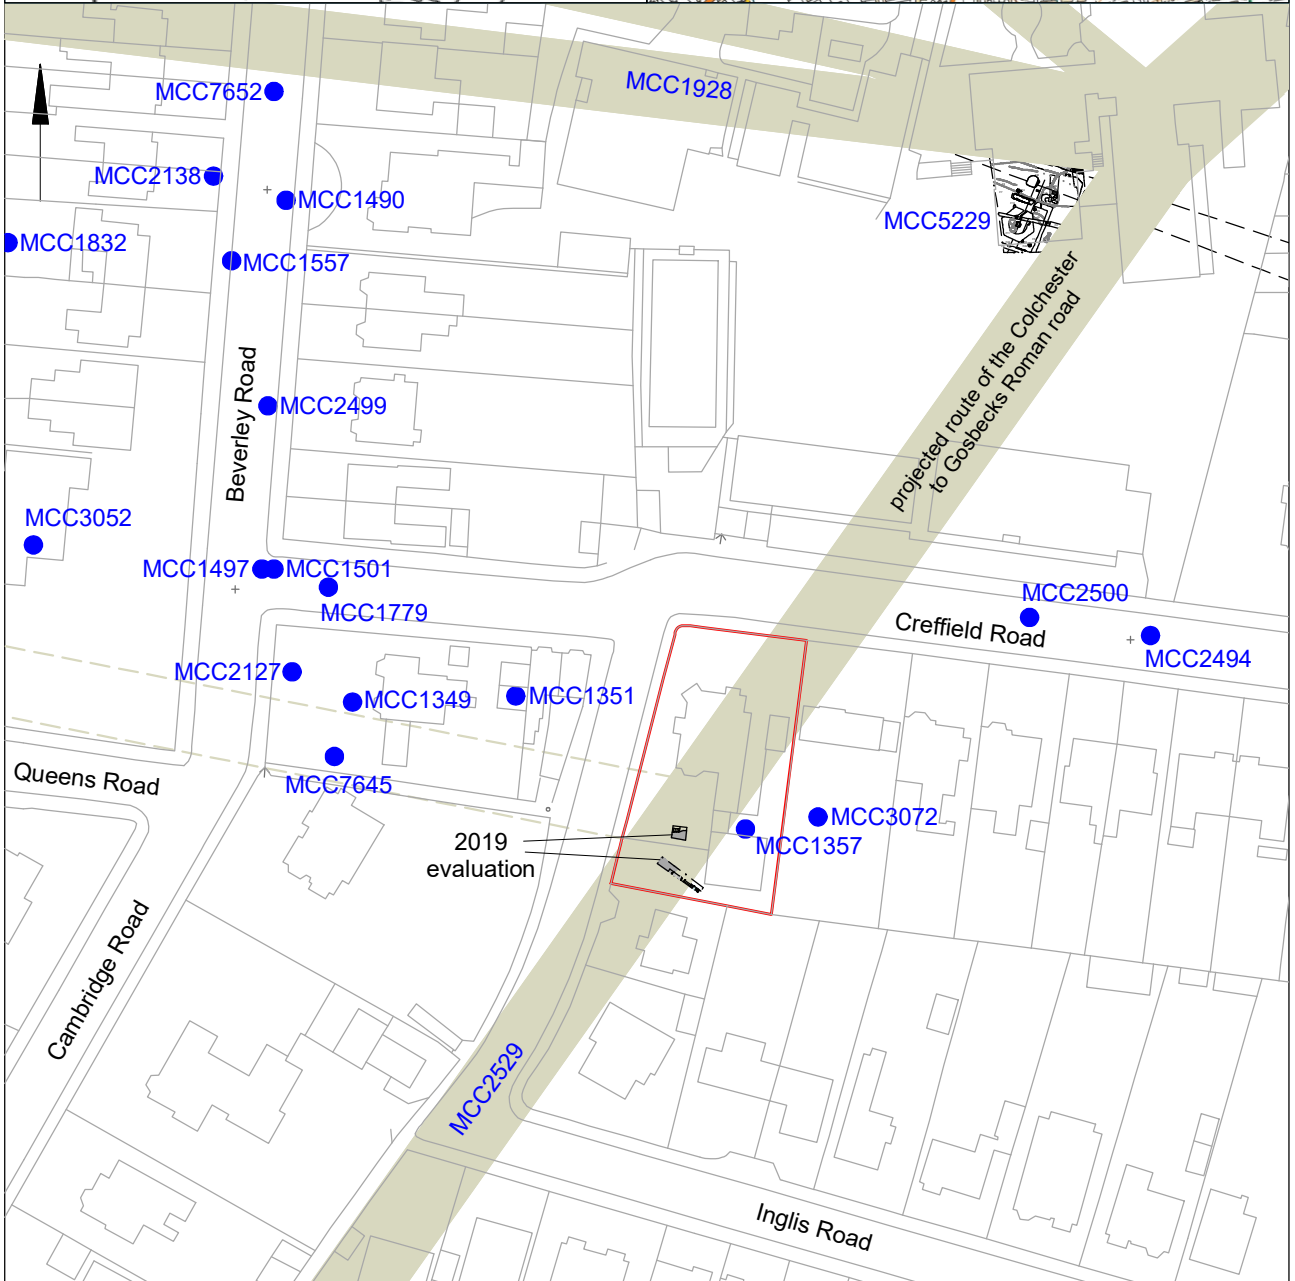 MCC1928
MCC7652
MCC2138
MCC1490
MCC5229
MCC1832
MCC1557
projected route of the Colchester
to Gosbecks Roman road
Beverley Road
MCC2499
MCC3052
MCC1497
MCC1501
MCC1779
MCC2500
Creffield Road
MCC2494
MCC2127
MCC1349
MCC1351
Queens Road
MCC7645
MCC3072
MCC1357
2019
evaluation
Cambridge Road
MCC2529
Inglis Road